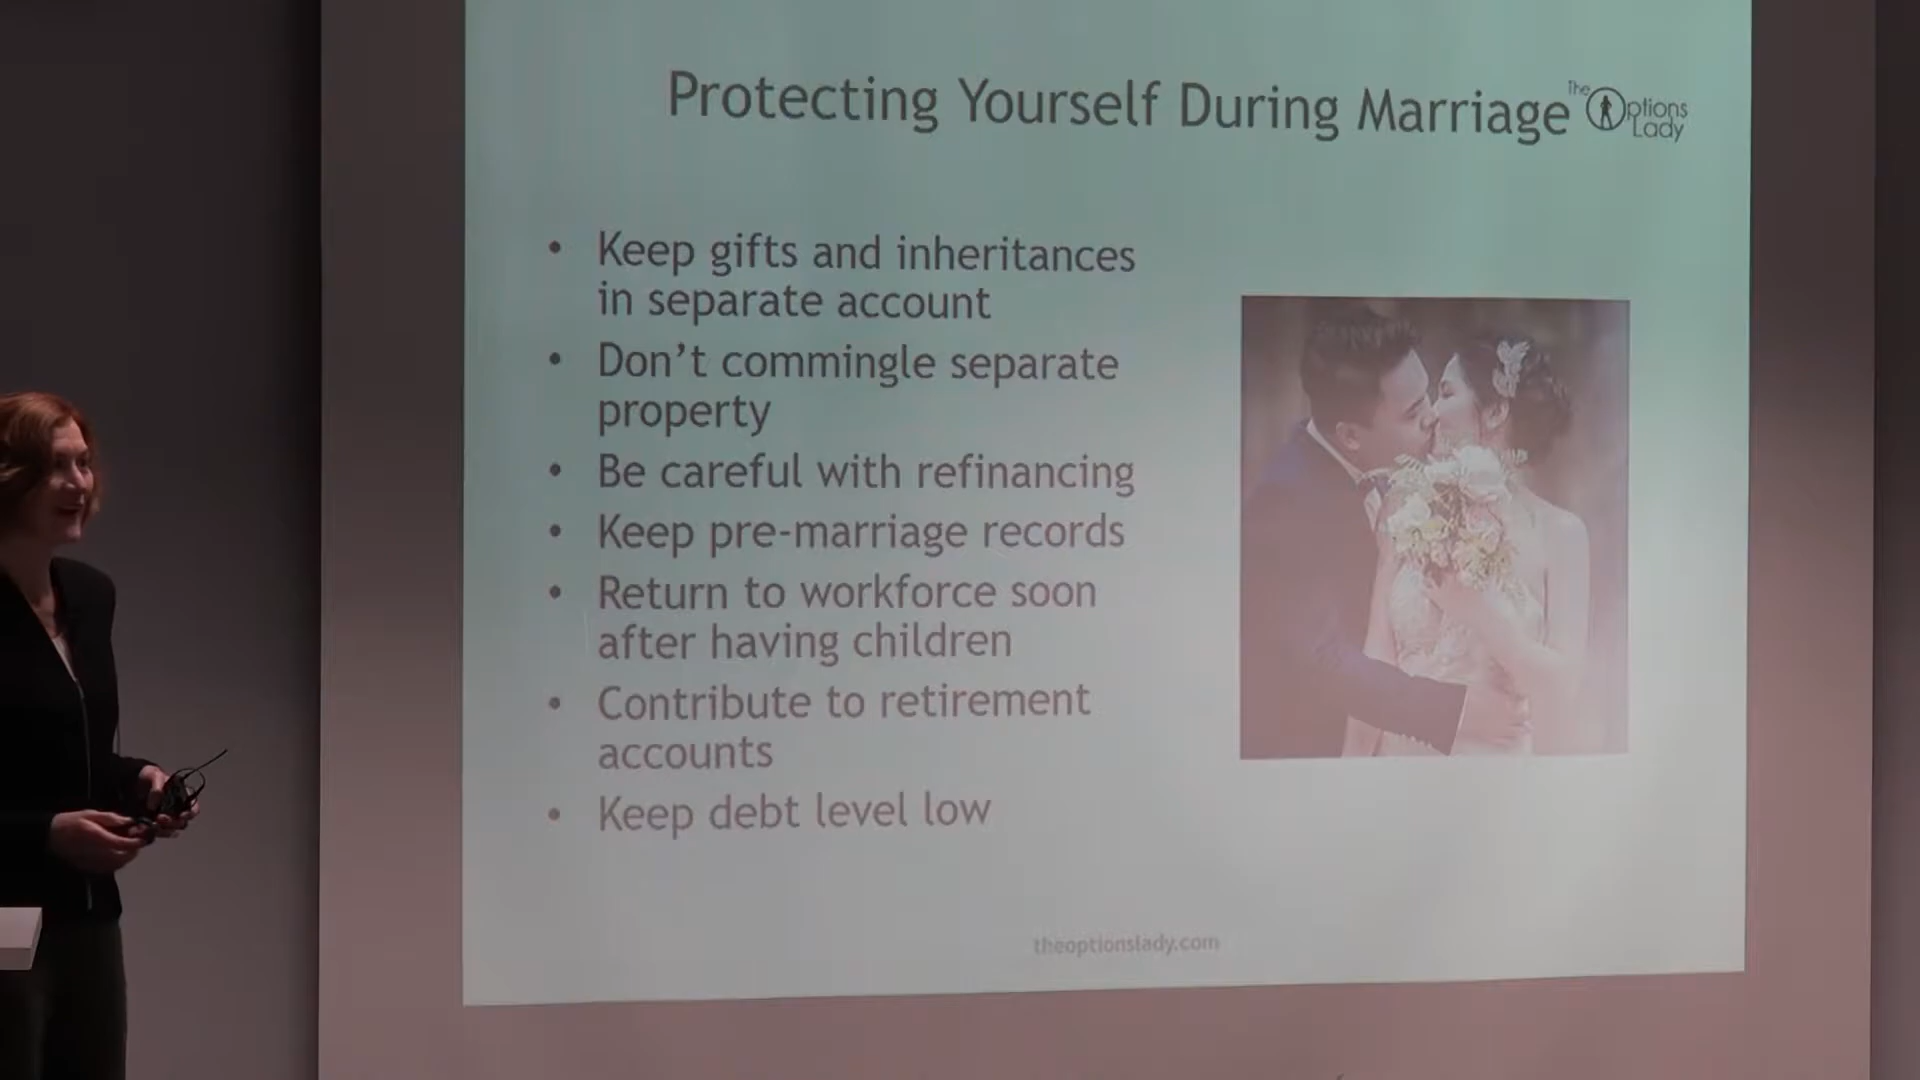 Protecting Yourself During Marriage
The Options
Lady
• Keep gifts and inheritances
in separate account
• Don’t commingle separate
property
• Be careful with refinancing
• Keep pre-marriage records
• Return to workforce soon
after having children
• Contribute to retirement
accounts
• Keep debt level low
theoptionslady.com